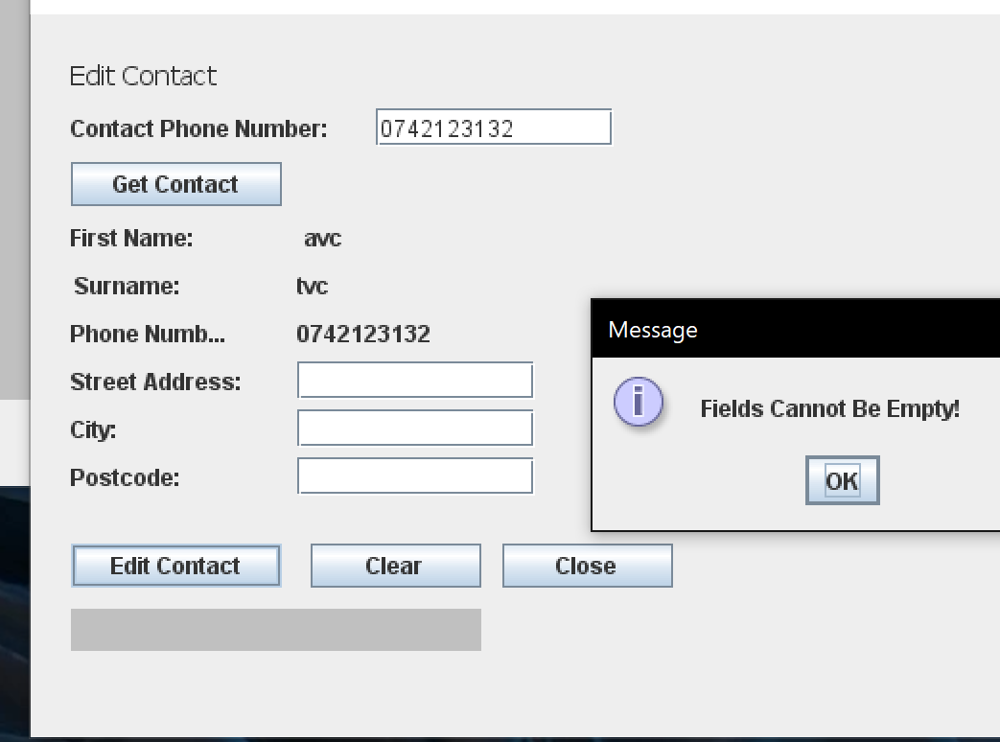 Edit Contact
Contact Phone Number: 0742123132
Get Contact
First Name: avc
Surname: tvc
Phone Numb... 0742123132
Street Address:
City:
Postcode:
Edit Contact Clear Close
Message
i
Fields Cannot Be Empty!
OK